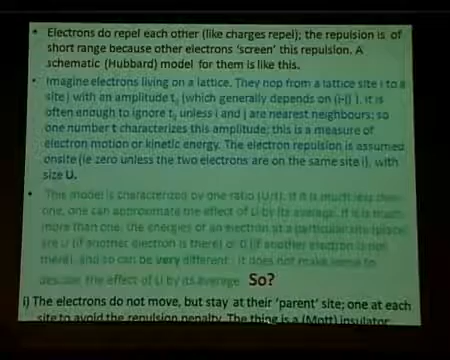 • Electrons do repel each other (like charges repel); the repulsion is of
short range because other electrons 'screen' this repulsion. A
schematic (Hubbard) model for them is like this.
• Imagine electrons living on a lattice. They hop from a lattice site i to a
site j with an amplitude tij (which generally depends on (i-j) ). It is
often enough to ignore tij unless i and j are nearest neighbours; so
one number t characterizes this amplitude; this is a measure of
electron motion or kinetic energy. The electron repulsion is assumed
onsite (ie zero unless the two electrons are on the same site i), with
size U.
• This model is characterized by one ratio (U/t). If it is much less than
one, one can approximate the effect of U by its average. If it is much
more than one, the energies of an electron at a particular site
are U (if another electron is there) or 0 (if another electron is not
there), and so can be very different; it does not make sense to
describe the effect of U by its average. So?
i) The electrons do not move, but stay at their 'parent' site; one at each
site to avoid the repulsion penalty. The thing is a (Mott) insulator